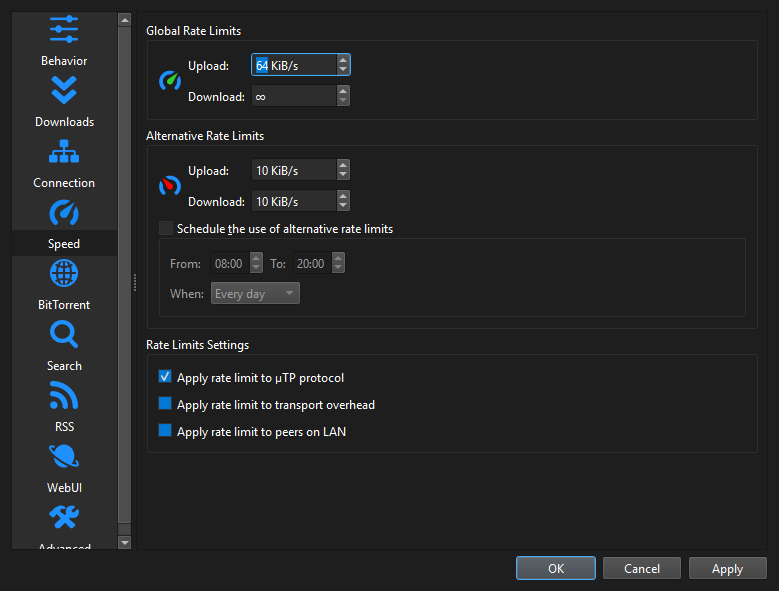 Behavior
Downloads
Connection
Speed
BitTorrent
Search
RSS
WebUI
Advanced
Global Rate Limits
Upload: 64 KiB/s
Download: ∞
Alternative Rate Limits
Upload: 10 KiB/s
Download: 10 KiB/s
Schedule the use of alternative rate limits
From: 08:00 To: 20:00
When: Every day
Rate Limits Settings
Apply rate limit to µTP protocol
Apply rate limit to transport overhead
Apply rate limit to peers on LAN
OK Cancel Apply